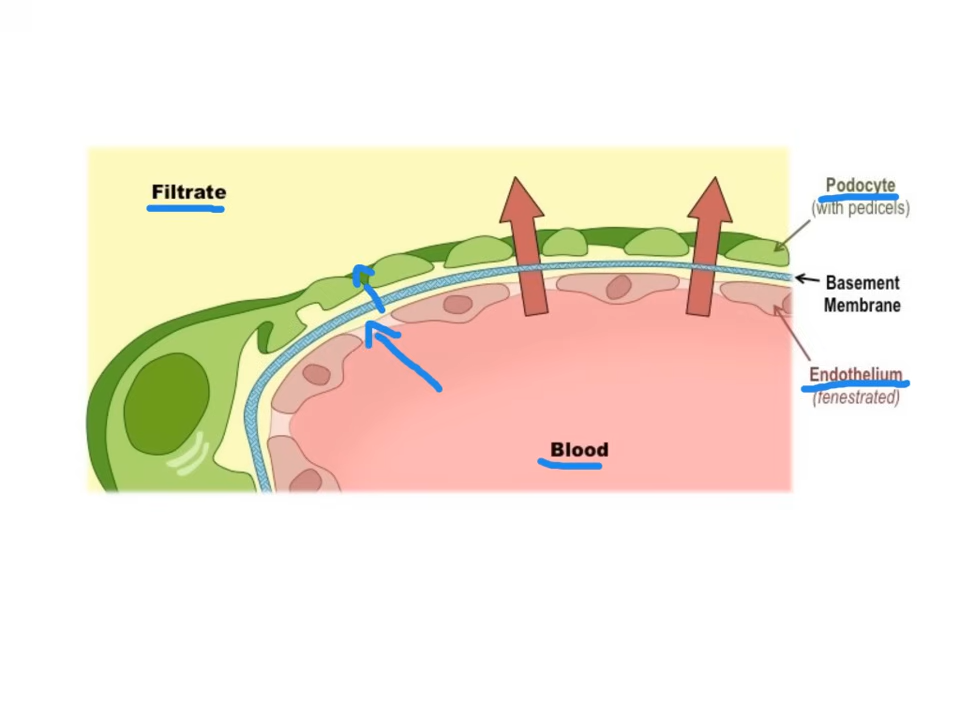 Filtrate
Podocyte
(with pedicels)
Basement
Membrane
Endothelium
(fenestrated)
Blood